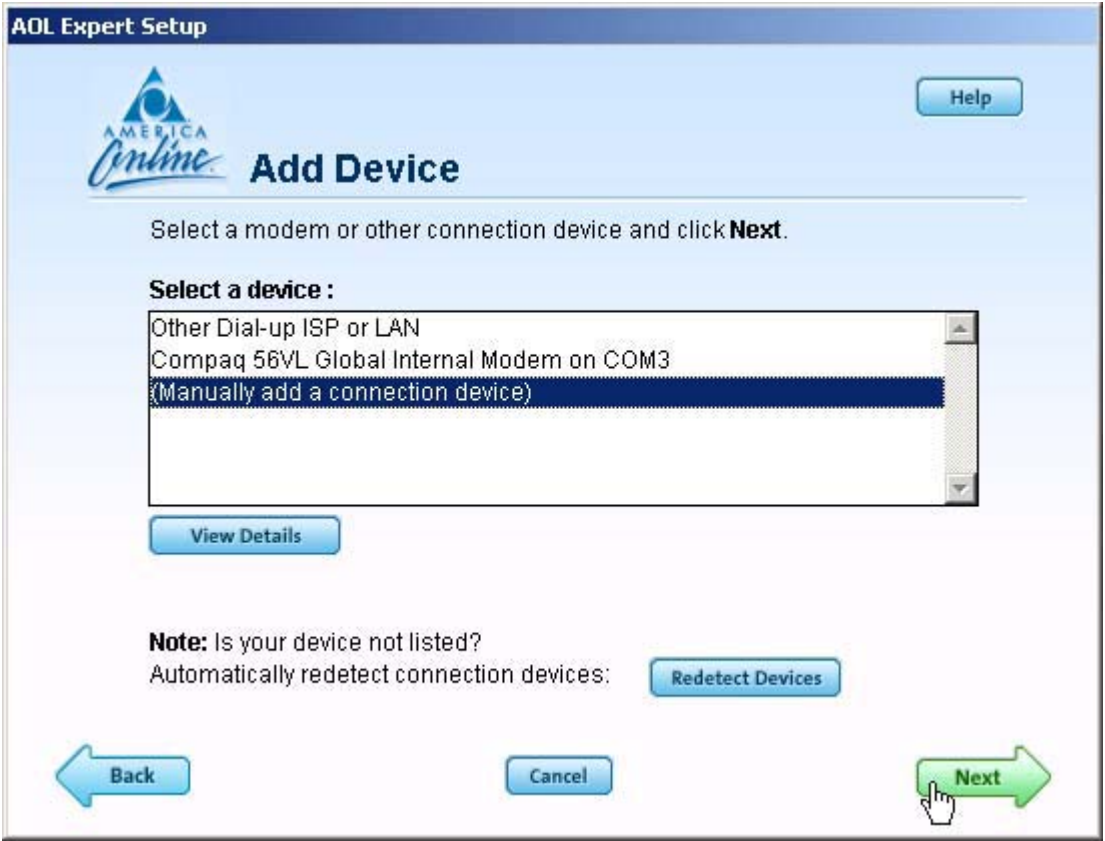 AOL Expert Setup
Help
AMERICA
Online
Add Device
Select a modem or other connection device and click Next.
Select a device :
Other Dial-up ISP or LAN
Compaq 56VL Global Internal Modem on COM3
(Manually add a connection device)
View Details
Note: Is your device not listed?
Automatically redetect connection devices:
Redetect Devices
Back
Cancel
Next